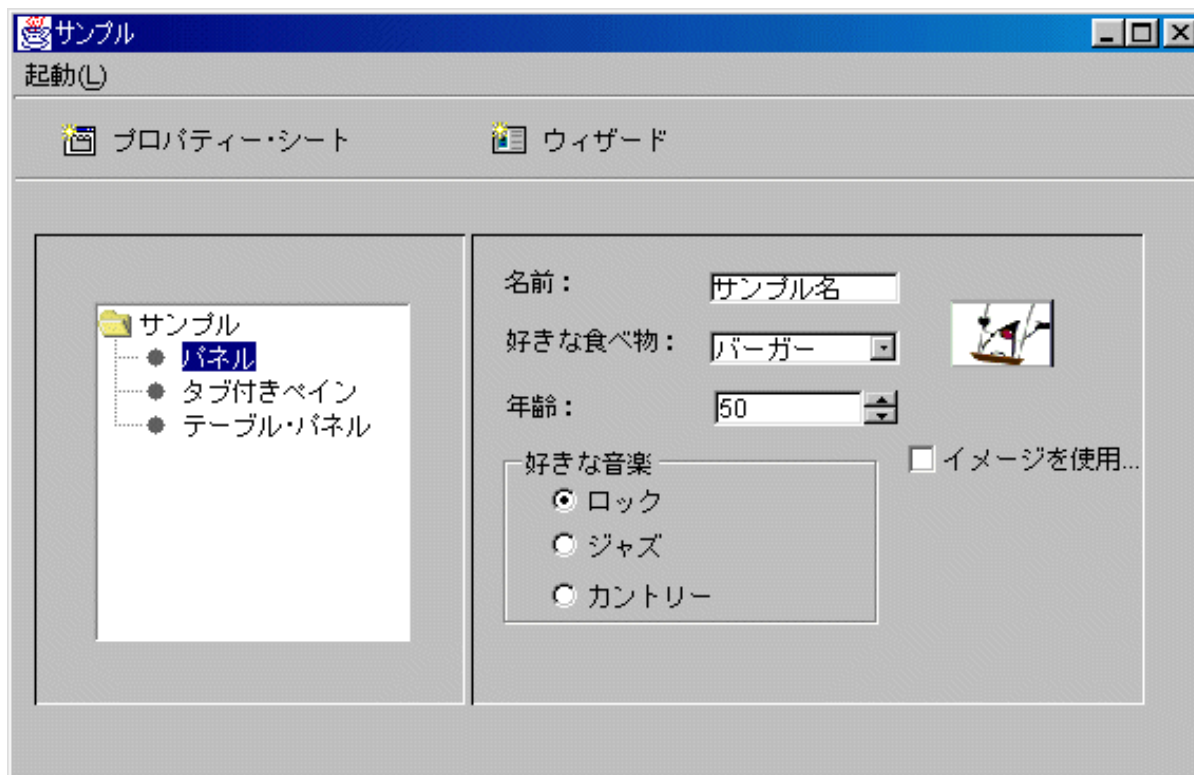 サンプル
起動(L)
プロパティー・シート ウィザード
サンプル
パネル
タブ付きペイン
テーブル・パネル
名前: サンプル名
好きな食べ物: バーガー
年齢: 50
好きな音楽
ロック
ジャズ
カントリー
イメージを使用...